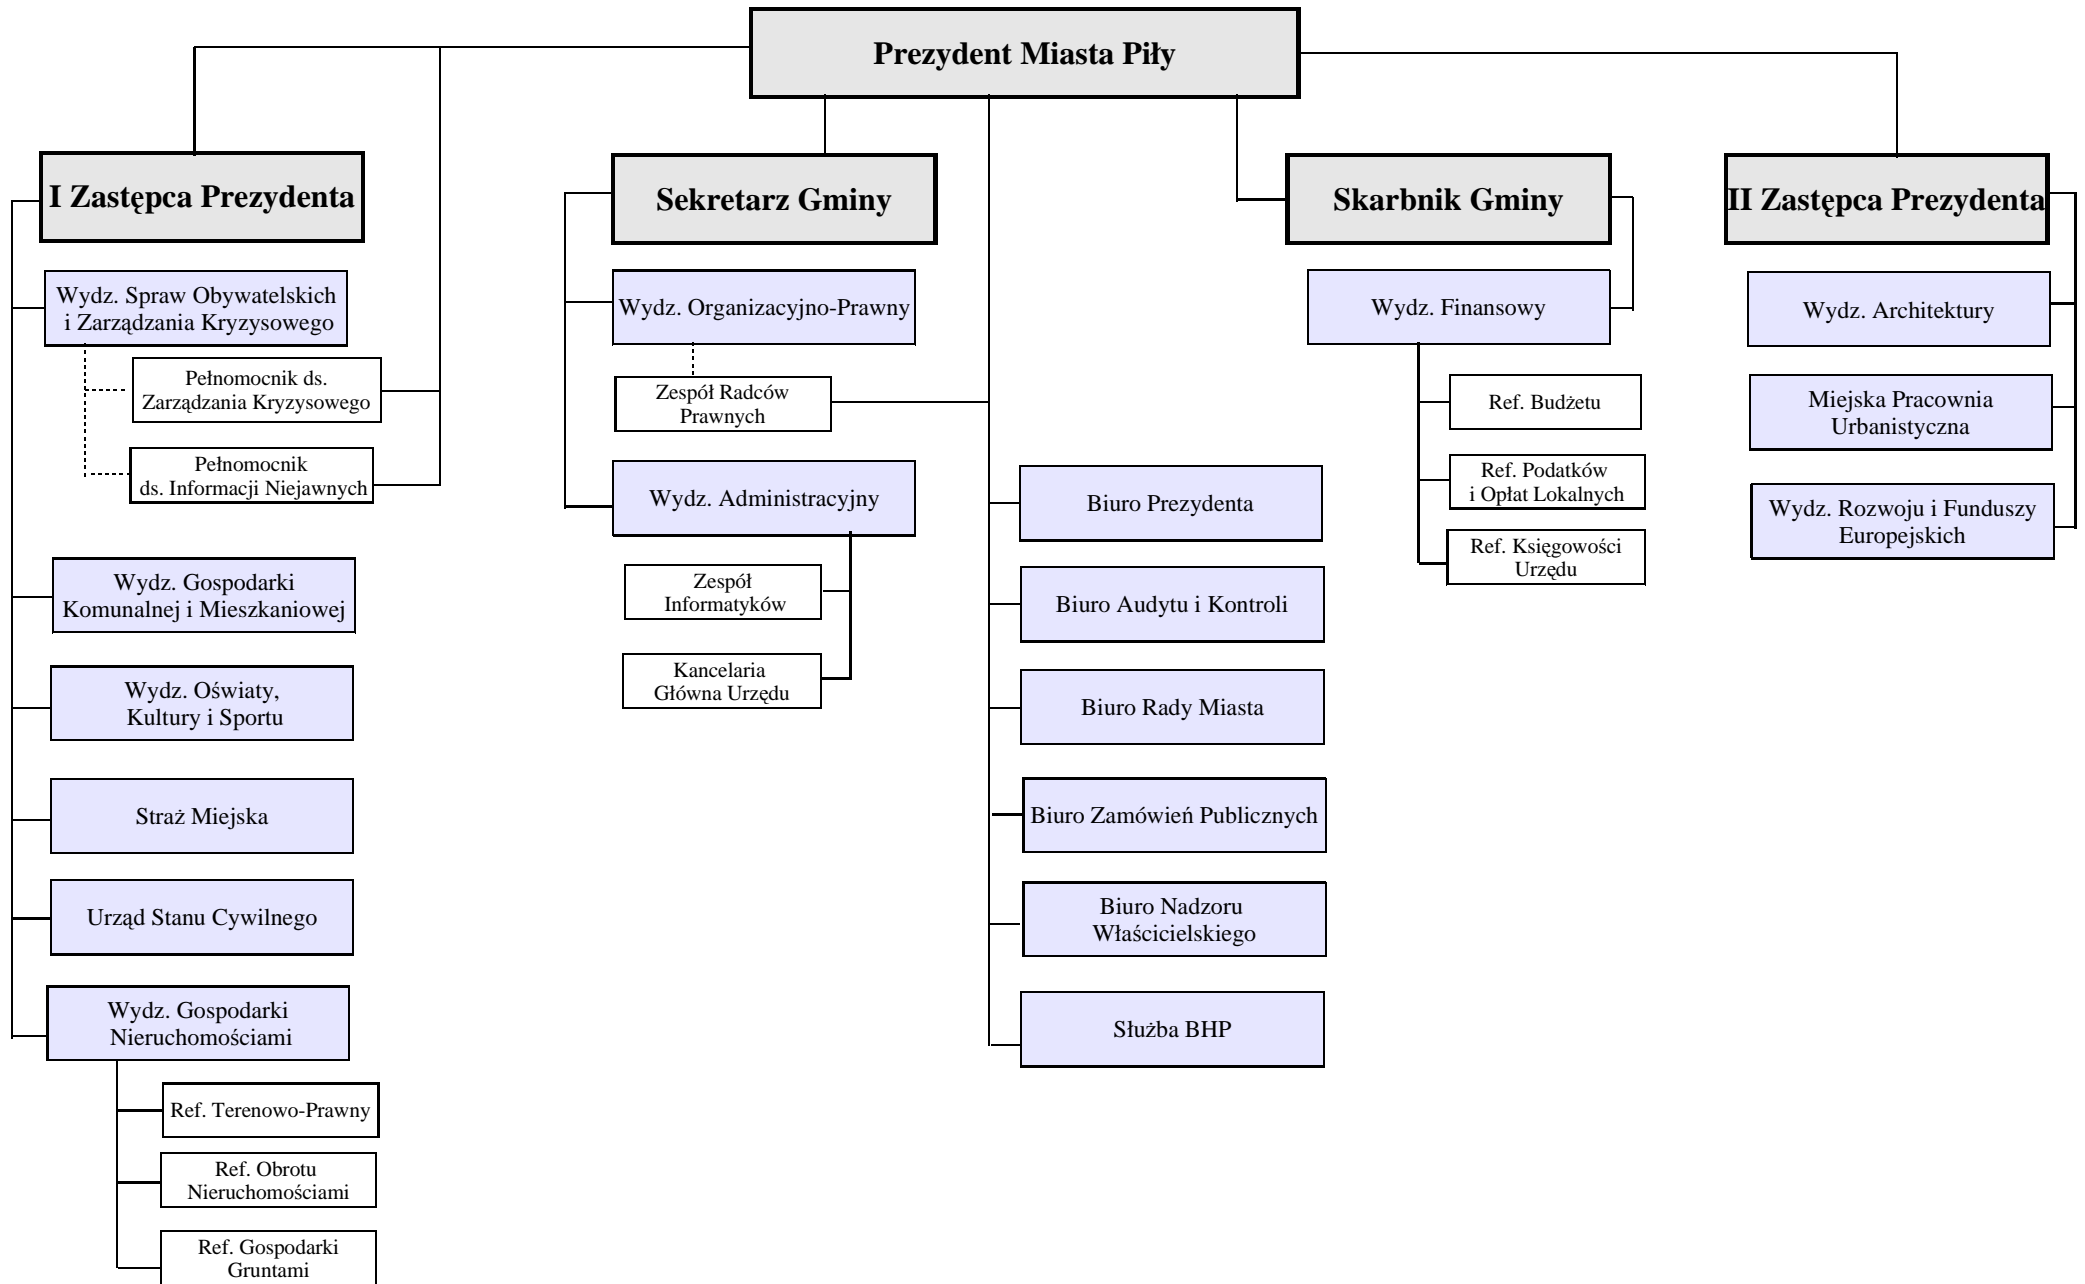 Prezydent Miasta Piły
I Zastępca Prezydenta
Wydz. Spraw Obywatelskich
i Zarządzania Kryzysowego
Pełnomocnik ds.
Zarządzania Kryzysowego
Pełnomocnik
ds. Informacji Niejawnych
Wydz. Gospodarki
Komunalnej i Mieszkaniowej
Wydz. Oświaty,
Kultury i Sportu
Straż Miejska
Urząd Stanu Cywilnego
Wydz. Gospodarki
Nieruchomościami
Ref. Terenowo-Prawny
Ref. Obrotu
Nieruchomościami
Ref. Gospodarki
Gruntami
Sekretarz Gminy
Wydz. Organizacyjno-Prawny
Zespół Radców
Prawnych
Wydz. Administracyjny
Zespół
Informatyków
Kancelaria
Główna Urzędu
Biuro Prezydenta
Biuro Audytu i Kontroli
Biuro Rady Miasta
Biuro Zamówień Publicznych
Biuro Nadzoru
Właścicielskiego
Służba BHP
Skarbnik Gminy
Wydz. Finansowy
Ref. Budżetu
Ref. Podatków
i Opłat Lokalnych
Ref. Księgowości
Urzędu
II Zastępca Prezydenta
Wydz. Architektury
Miejska Pracownia
Urbanistyczna
Wydz. Rozwoju i Funduszy
Europejskich